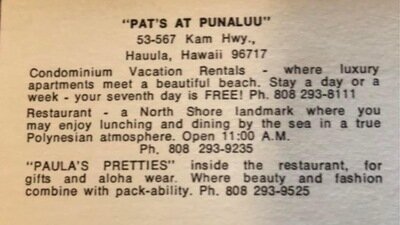 "PAT'S AT PUNALUU"
53-567 Kam Hwy.,
Hauula, Hawaii 96717
Condominium Vacation Rentals - where luxury
apartments meet a beautiful beach. Stay a day or a
week - your seventh day is FREE! Ph. 808 293-8111
Restaurant - a North Shore landmark where you
may enjoy lunching and dining by the sea in a true
Polynesian atmosphere. Open 11:00 A.M.
Ph. 808 293-9235
"PAULA'S PRETTIES" inside the restaurant, for
gifts and aloha wear. Where beauty and fashion
combine with pack-ability. Ph. 808 293-9525